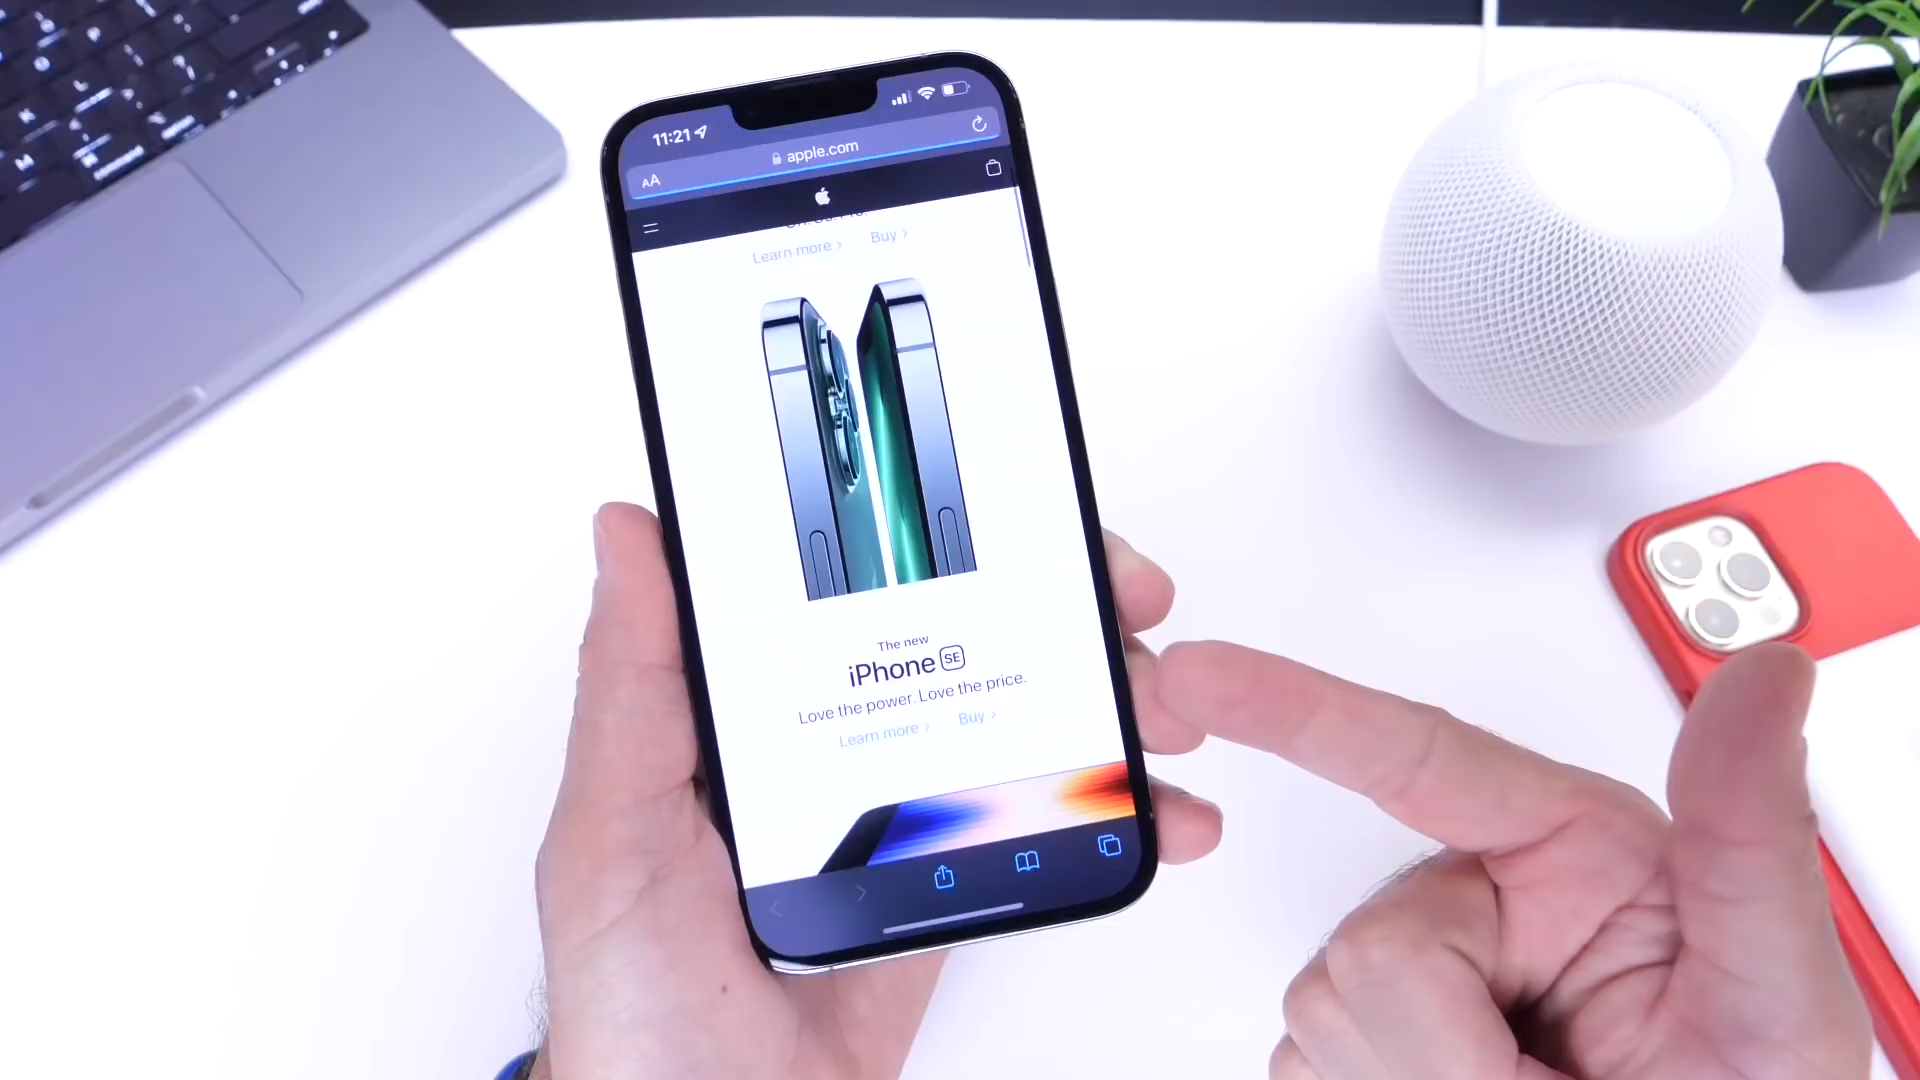 11:21
apple.com
AA
Learn more > Buy >
The new
iPhone SE
Love the power. Love the price.
Learn more > Buy >